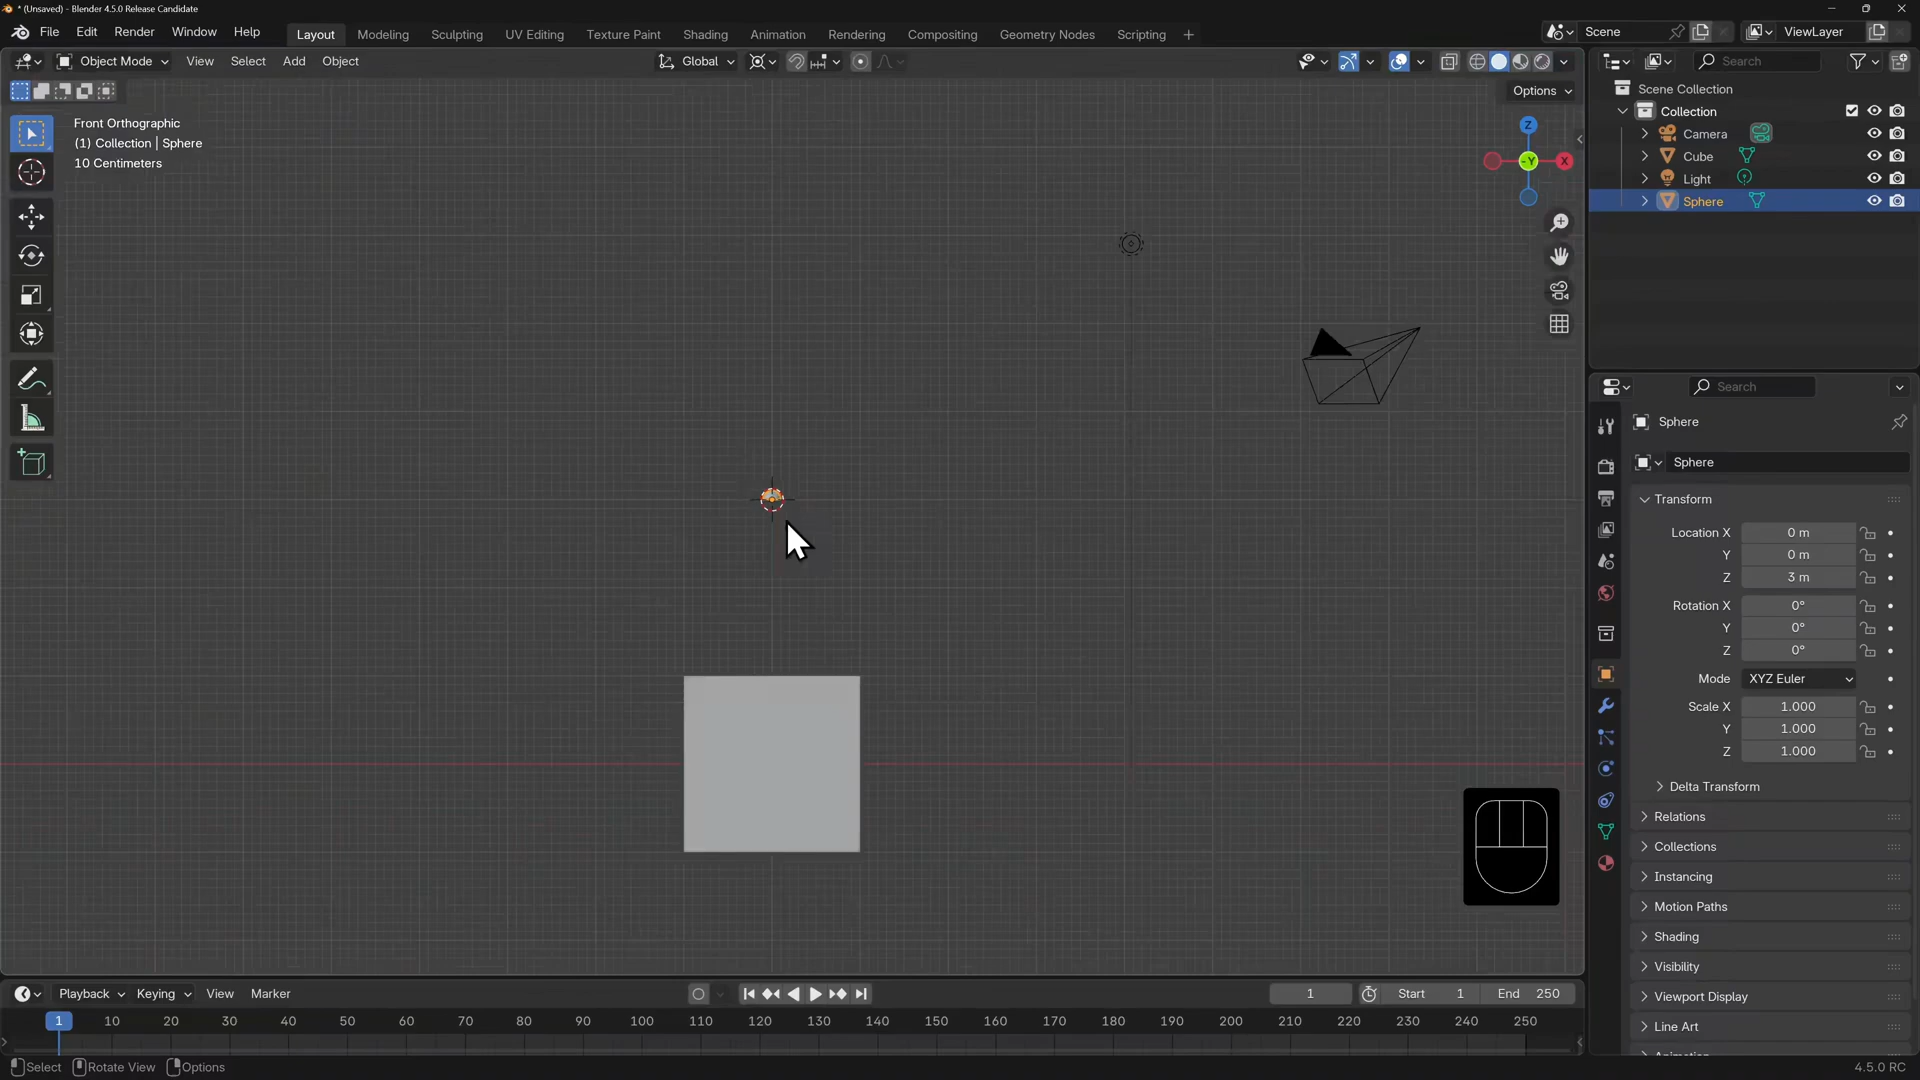 * (Unsaved) - Blender 4.5.0 Release Candidate
File Edit Render Window Help Layout Modeling Sculpting UV Editing Texture Paint Shading Animation Rendering Compositing Geometry Nodes Scripting + Scene ViewLayer
Object Mode View Select Add Object Global Search
Options
Scene Collection
Collection
Camera
Cube
Light
Sphere
Front Orthographic
(1) Collection | Sphere
10 Centimeters
Z
-Y X
Search
Sphere
Sphere
Transform
Location X 0 m
Y 0 m
Z 3 m
Rotation X 0°
Y 0°
Z 0°
Mode XYZ Euler
Scale X 1.000
Y 1.000
Z 1.000
Delta Transform
Relations
Collections
Instancing
Motion Paths
Shading
Visibility
Viewport Display
Line Art
Playback Keying View Marker 1 Start 1 End 250
1 10 20 30 40 50 60 70 80 90 100 110 120 130 140 150 160 170 180 190 200 210 220 230 240 250
Select Rotate View Options 4.5.0 RC